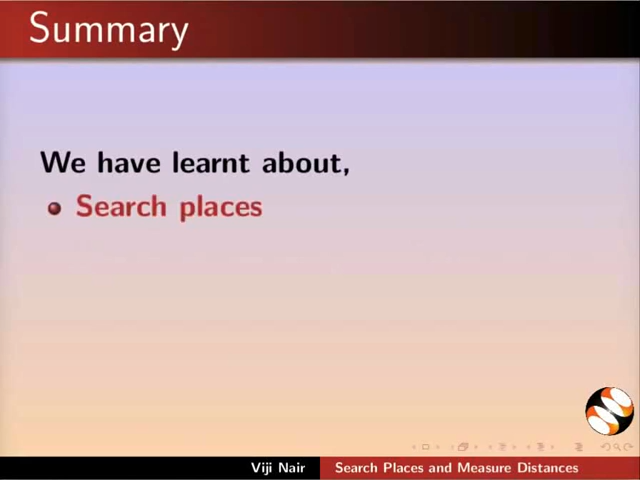 Summary
We have learnt about,
Search places
Viji Nair
Search Places and Measure Distances